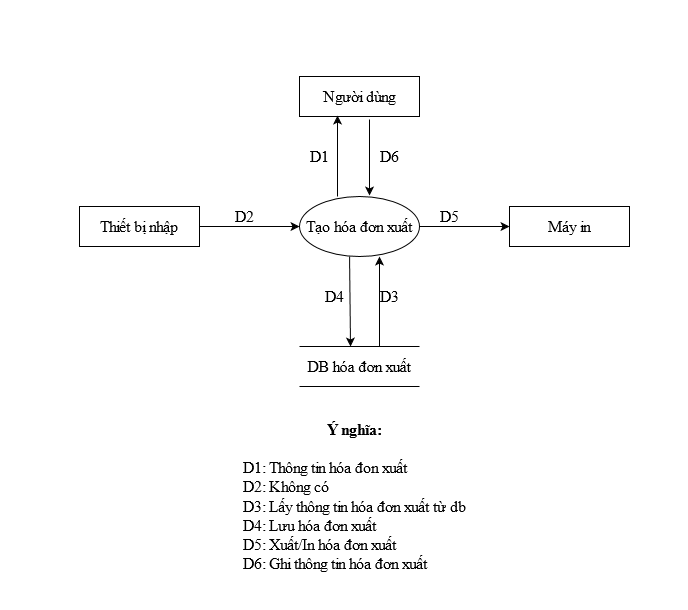 Người dùng
D1
D6
Thiết bị nhập
D2
Tạo hóa đơn xuất
D5
Máy in
D4
D3
DB hóa đơn xuất
Ý nghĩa:
D1: Thông tin hóa đon xuất
D2: Không có
D3: Lấy thông tin hóa đơn xuất từ db
D4: Lưu hóa đơn xuất
D5: Xuất/In hóa đơn xuất
D6: Ghi thông tin hóa đơn xuất